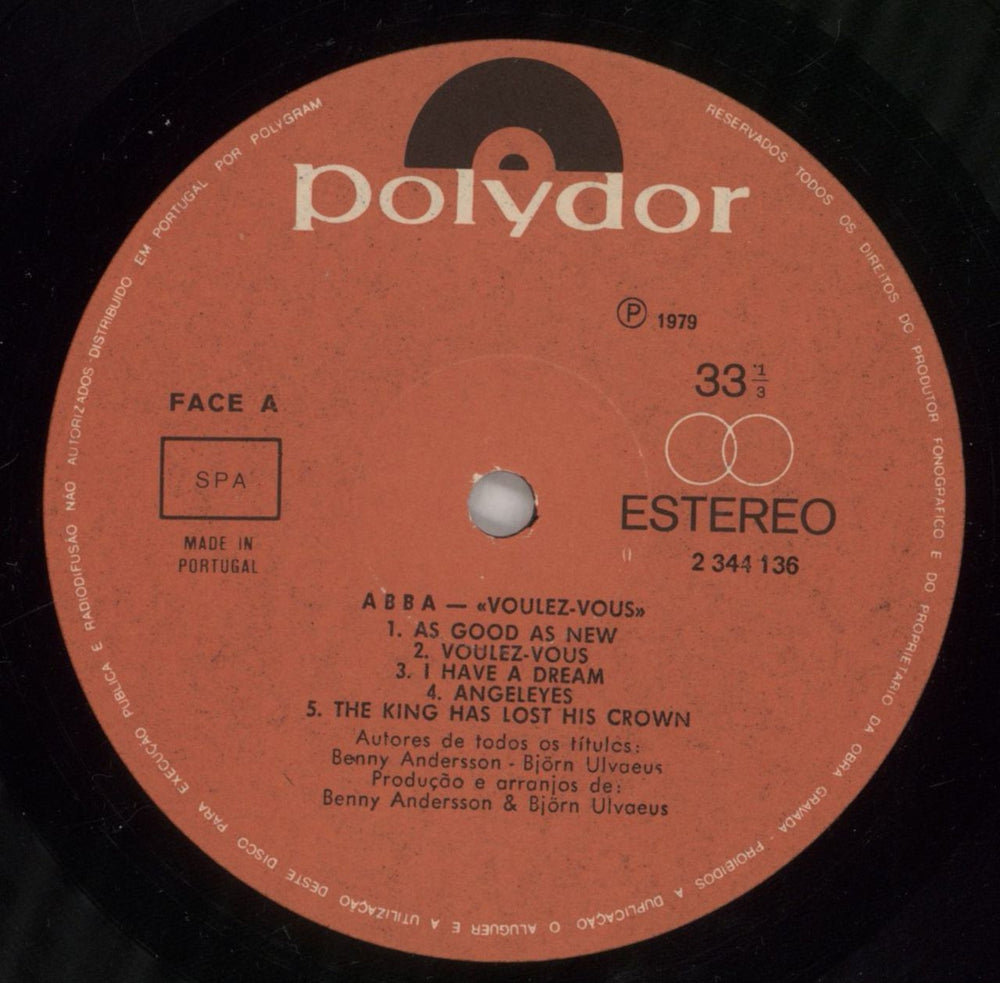 polydor
Ⓟ 1979
33 1/3
FACE A
SPA
MADE IN
PORTUGAL
ESTEREO
2 344 136
ABBA — «VOULEZ-VOUS»
1. AS GOOD AS NEW
2. VOULEZ-VOUS
3. I HAVE A DREAM
4. ANGELEYES
5. THE KING HAS LOST HIS CROWN
Autores de todos os títulos:
Benny Andersson - Björn Ulvaeus
Produção e arranjos de:
Benny Andersson & Björn Ulvaeus
RESERVADOS TODOS OS DIREITOS DO PRODUTOR FONOGRAFICO E DO PROPRIETARIO DA OBRA GRAVADA - PROIBIDOS A DUPLICAÇÃO O ALUGUER E A UTILIZAÇÃO DESTE DISCO PARA EXECUÇÃO PUBLICA E RADIODIFUSÃO NÃO AUTORIZADOS - DISTRIBUIDO EM PORTUGAL POR POLYGRAM